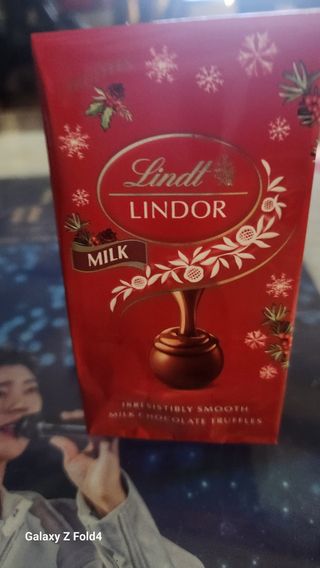 Lindt
LINDOR
MILK
IRRESISTIBLY SMOOTH
MILK CHOCOLATE TRUFFLES
Galaxy Z Fold4